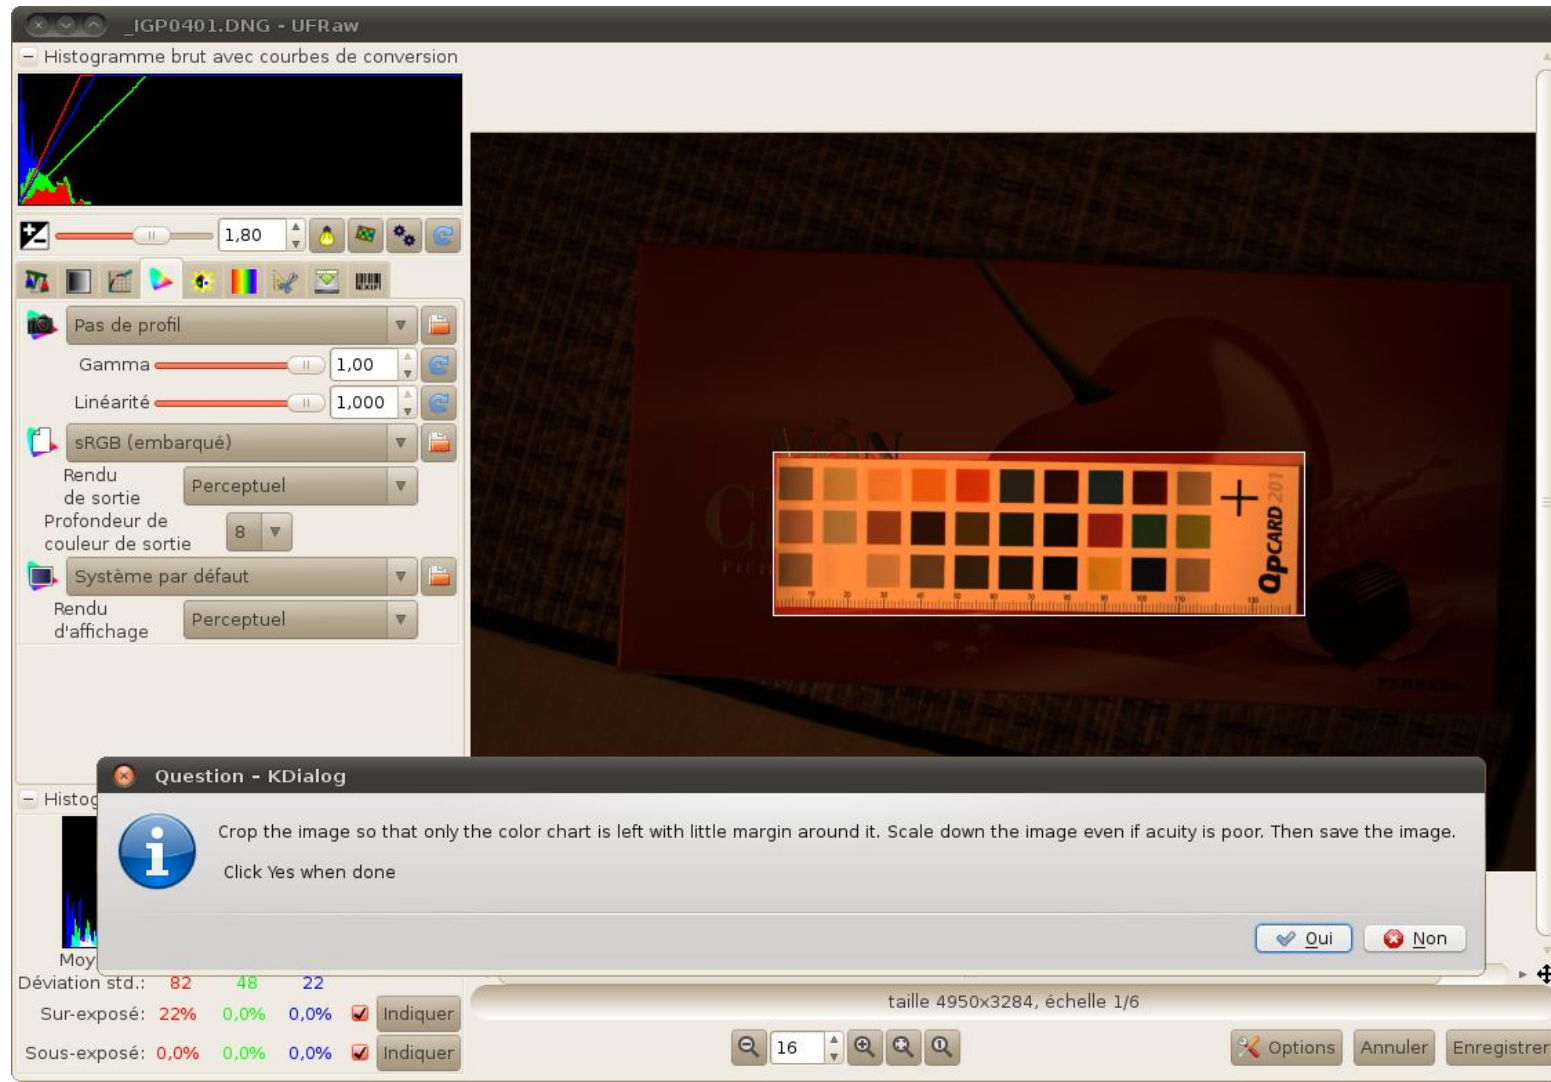 _IGP0401.DNG - UFRaw
Histogramme brut avec courbes de conversion
1,80
EXIF
Pas de profil
Gamma 1,00
Linéarité 1,000
sRGB (embarqué)
Rendu
de sortie
Perceptuel
Profondeur de
couleur de sortie
8
Système par défaut
Rendu
d'affichage
Perceptuel
MON
QPCARD 201
FERRERO
Question - KDialog
Histog
Crop the image so that only the color chart is left with little margin around it. Scale down the image even if acuity is poor. Then save the image.
Click Yes when done
Oui
Non
Moy
Déviation std.: 82 48 22
Sur-exposé: 22% 0,0% 0,0% Indiquer
Sous-exposé: 0,0% 0,0% 0,0% Indiquer
taille 4950x3284, échelle 1/6
16
Options
Annuler
Enregistrer